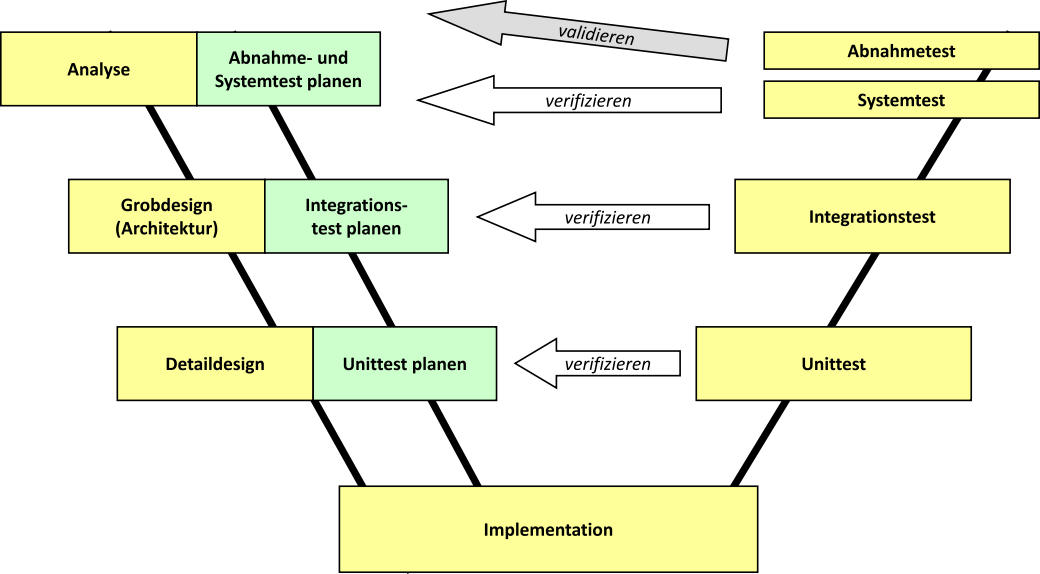 validieren
Abnahme- und
Systemtest planen
Analyse
Abnahmetest
verifizieren
Systemtest
Grobdesign
(Architektur)
Integrations-
test planen
verifizieren
Integrationstest
Detaildesign
Unittest planen
verifizieren
Unittest
Implementation